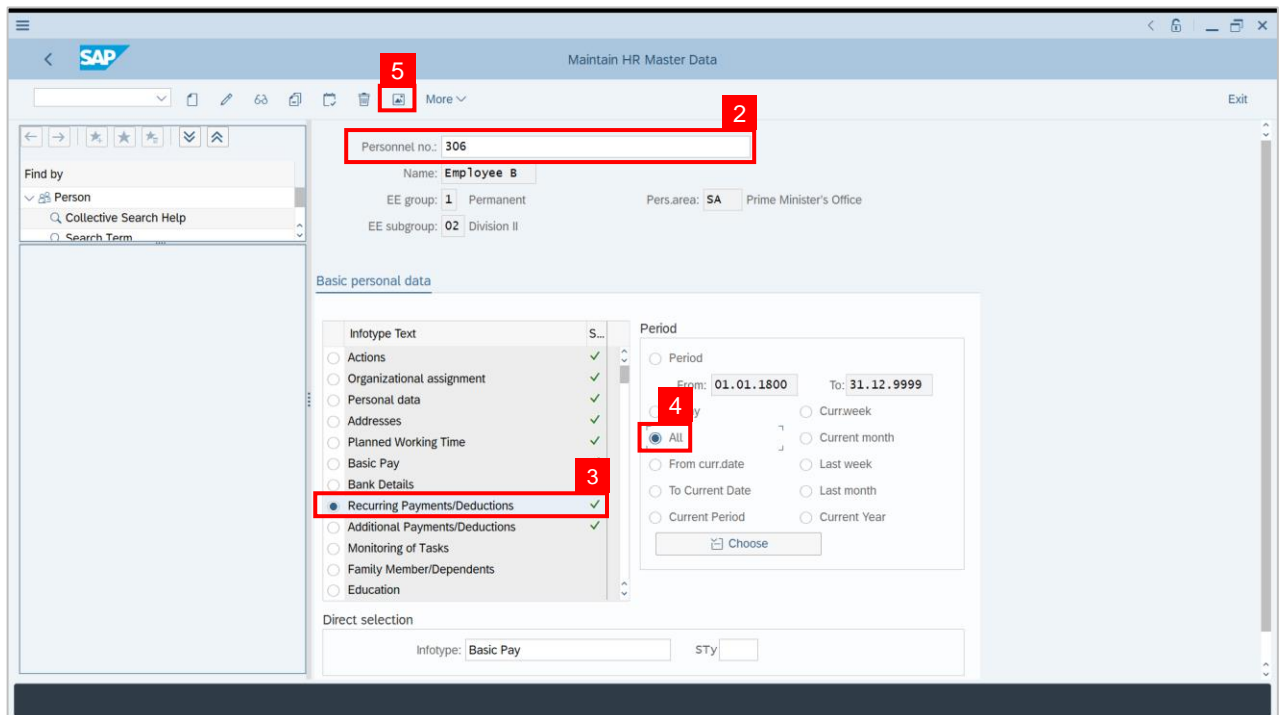 SAP
Maintain HR Master Data
5
More
Exit
2
Personnel no.: 306
Find by
Name: Employee B
Person
EE group: 1 Permanent Pers.area: SA Prime Minister's Office
Collective Search Help
EE subgroup: 02 Division II
Search Term
Basic personal data
Infotype Text S...
Actions
Organizational assignment
Personal data
Addresses
Planned Working Time
Basic Pay
Bank Details
3
Recurring Payments/Deductions
Additional Payments/Deductions
Monitoring of Tasks
Family Member/Dependents
Education
Period
Period
From: 01.01.1800 To: 31.12.9999
4
Curr.week
All Current month
From curr.date Last week
To Current Date Last month
Current Period Current Year
Choose
Direct selection
Infotype: Basic Pay STy